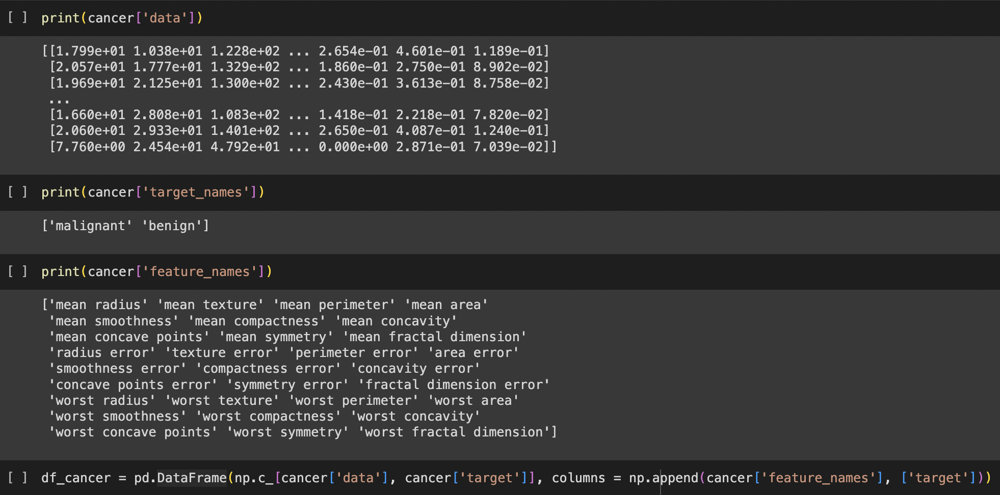 [ ] print(cancer['data'])
[[1.799e+01 1.038e+01 1.228e+02 ... 2.654e-01 4.601e-01 1.189e-01]
[2.057e+01 1.777e+01 1.329e+02 ... 1.860e-01 2.750e-01 8.902e-02]
[1.969e+01 2.125e+01 1.300e+02 ... 2.430e-01 3.613e-01 8.758e-02]
...
[1.660e+01 2.808e+01 1.083e+02 ... 1.418e-01 2.218e-01 7.820e-02]
[2.060e+01 2.933e+01 1.401e+02 ... 2.650e-01 4.087e-01 1.240e-01]
[7.760e+00 2.454e+01 4.792e+01 ... 0.000e+00 2.871e-01 7.039e-02]]
[ ] print(cancer['target_names'])
['malignant' 'benign']
[ ] print(cancer['feature_names'])
['mean radius' 'mean texture' 'mean perimeter' 'mean area'
'mean smoothness' 'mean compactness' 'mean concavity'
'mean concave points' 'mean symmetry' 'mean fractal dimension'
'radius error' 'texture error' 'perimeter error' 'area error'
'smoothness error' 'compactness error' 'concavity error'
'concave points error' 'symmetry error' 'fractal dimension error'
'worst radius' 'worst texture' 'worst perimeter' 'worst area'
'worst smoothness' 'worst compactness' 'worst concavity'
'worst concave points' 'worst symmetry' 'worst fractal dimension']
[ ] df_cancer = pd.DataFrame(np.c_[cancer['data'], cancer['target']], columns = np.append(cancer['feature_names'], ['target']))